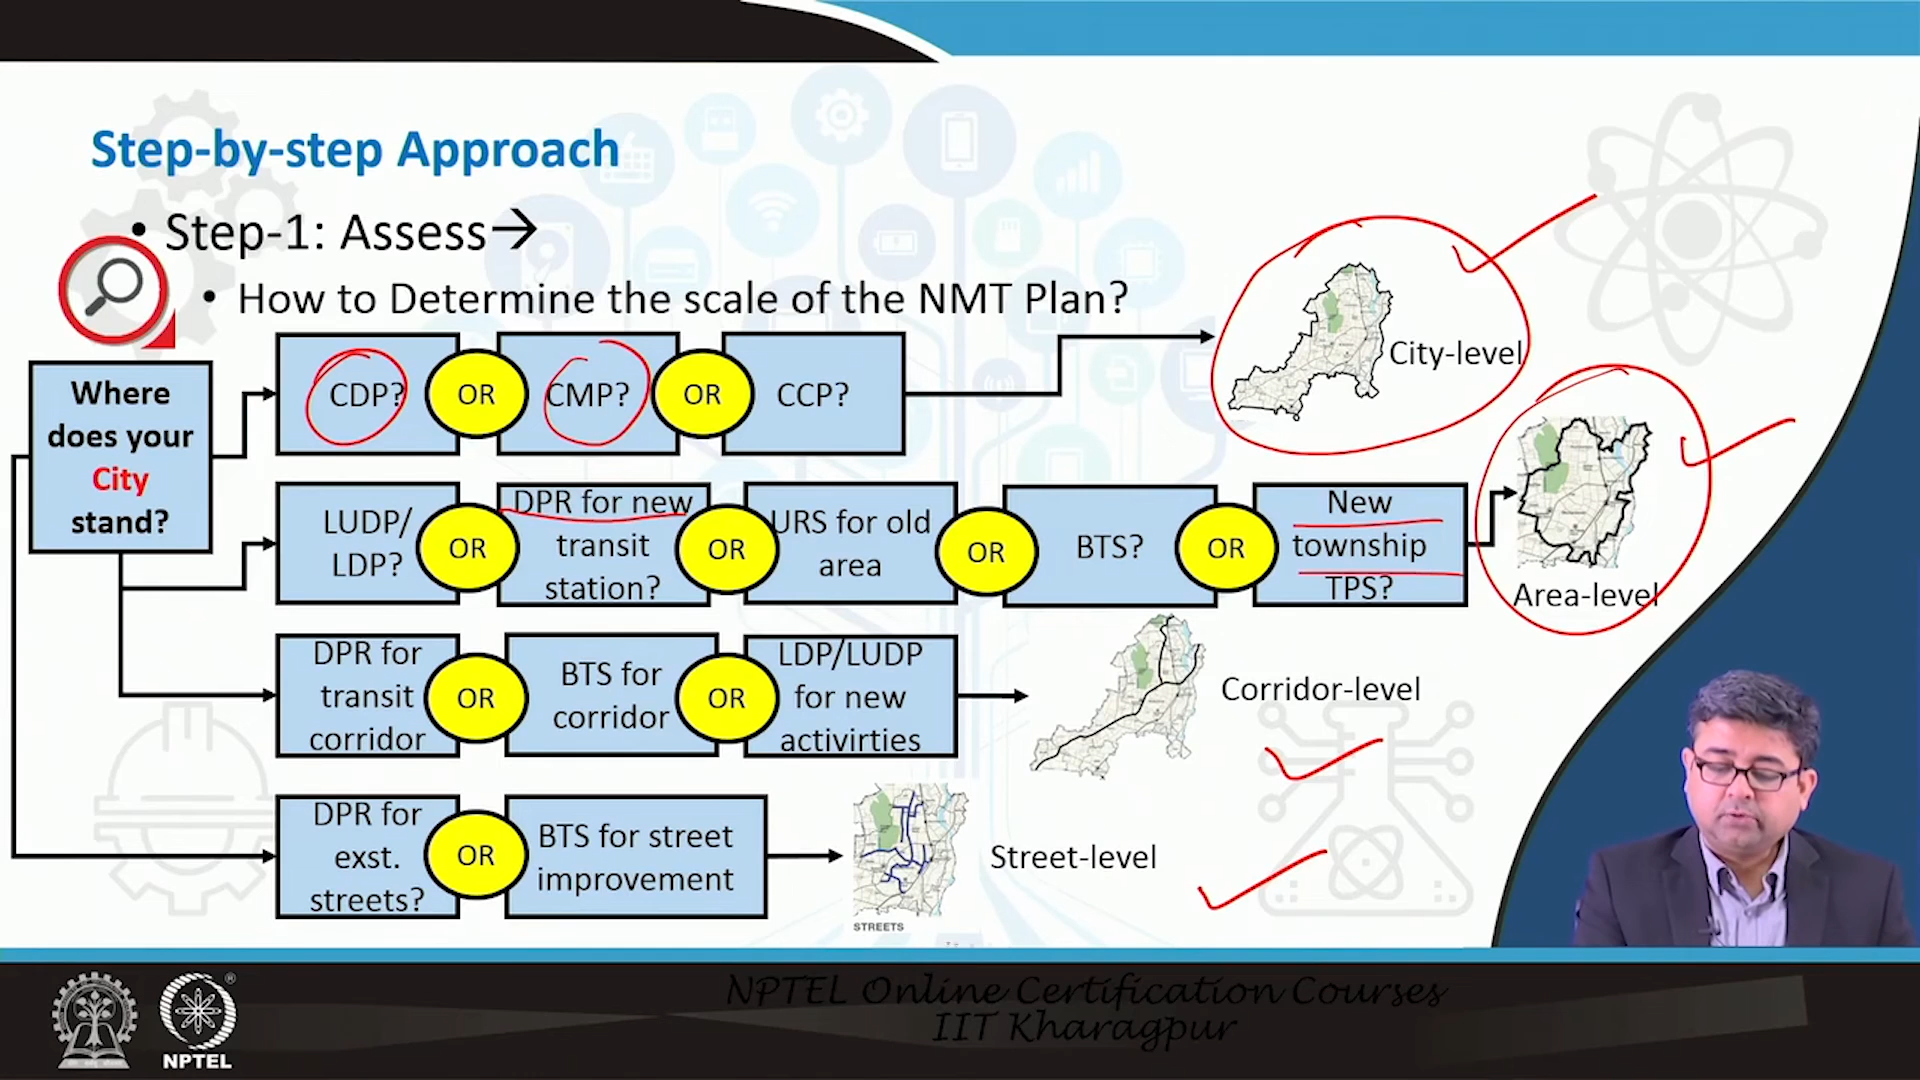 Step-by-step Approach
• Step-1: Assess→
• How to Determine the scale of the NMT Plan?
Where
does your
City
stand?
CDP?
OR
CMP?
OR
CCP?
City-level
LUDP/
LDP?
OR
DPR for new
transit
station?
OR
URS for old
area
OR
BTS?
OR
New
township
TPS?
Area-level
DPR for
transit
corridor
OR
BTS for
corridor
OR
LDP/LUDP
for new
activirties
Corridor-level
DPR for
exst.
streets?
OR
BTS for street
improvement
STREETS
Street-level
NPTEL Online Certification Courses
IIT Kharagpur
®
NPTEL